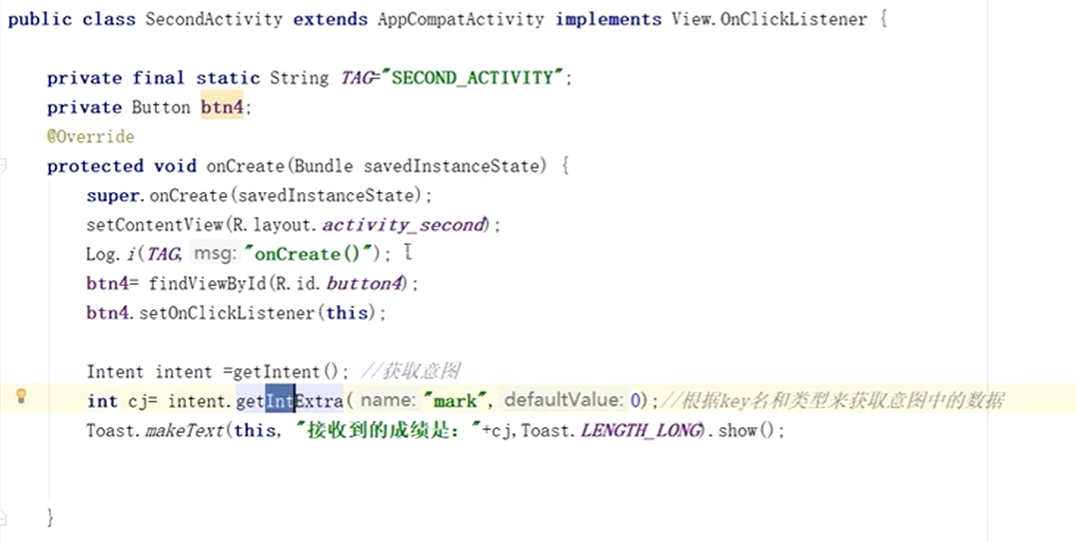 public class SecondActivity extends AppCompatActivity implements View.OnClickListener {
private final static String TAG="SECOND_ACTIVITY";
private Button btn4;
@Override
protected void onCreate(Bundle savedInstanceState) {
super.onCreate(savedInstanceState);
setContentView(R.layout.activity_second);
Log.i(TAG, msg: "onCreate()");
btn4= findViewById(R.id.button4);
btn4.setOnClickListener(this);
Intent intent =getIntent(); //获取意图
int cj= intent.getIntExtra( name: "mark", defaultValue: 0);//根据key名和类型来获取意图中的数据
Toast.makeText(this, "接收到的成绩是："+cj,Toast.LENGTH_LONG).show();
}